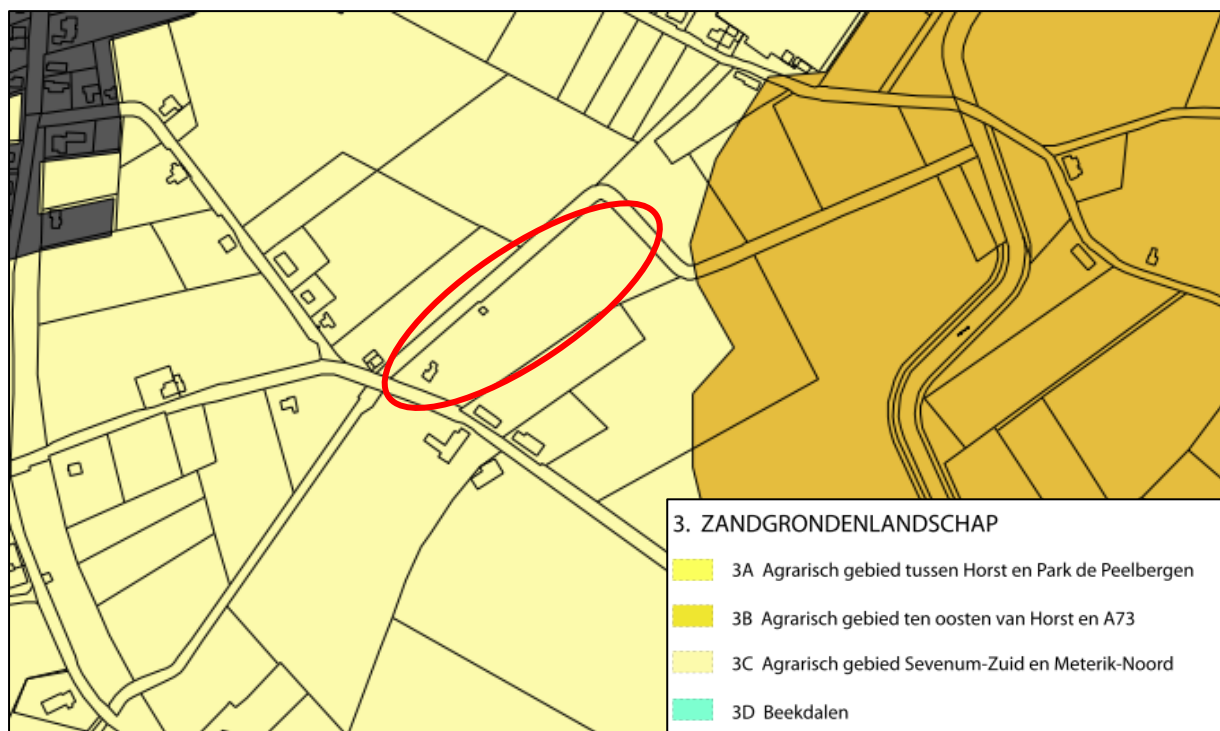 3. ZANDGRONDENLANDSCHAP
3A Agrarisch gebied tussen Horst en Park de Peelbergen
3B Agrarisch gebied ten oosten van Horst en A73
3C Agrarisch gebied Sevenum-Zuid en Meterik-Noord
3D Beekdalen